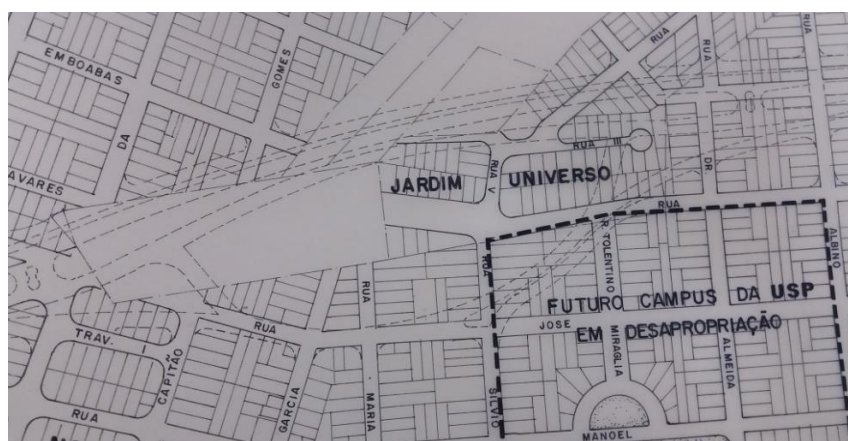 EMBOABAS
GOMES
DA
AVARES
RUA
RUA
RUA
RUA III
DR
RUA V
JARDIM UNIVERSO
RUA
R. TOLENTINO
ALBINO
RUA
RUA
FUTURO CAMPUS DA USP
RUA
JOSE
EM DESAPROPRIAÇÃO
TRAV. I
CAPITÃO
MIRAGLIA
ALMEIDA
GARCIA
MARIA
SILVIO
RUA
MANOEL